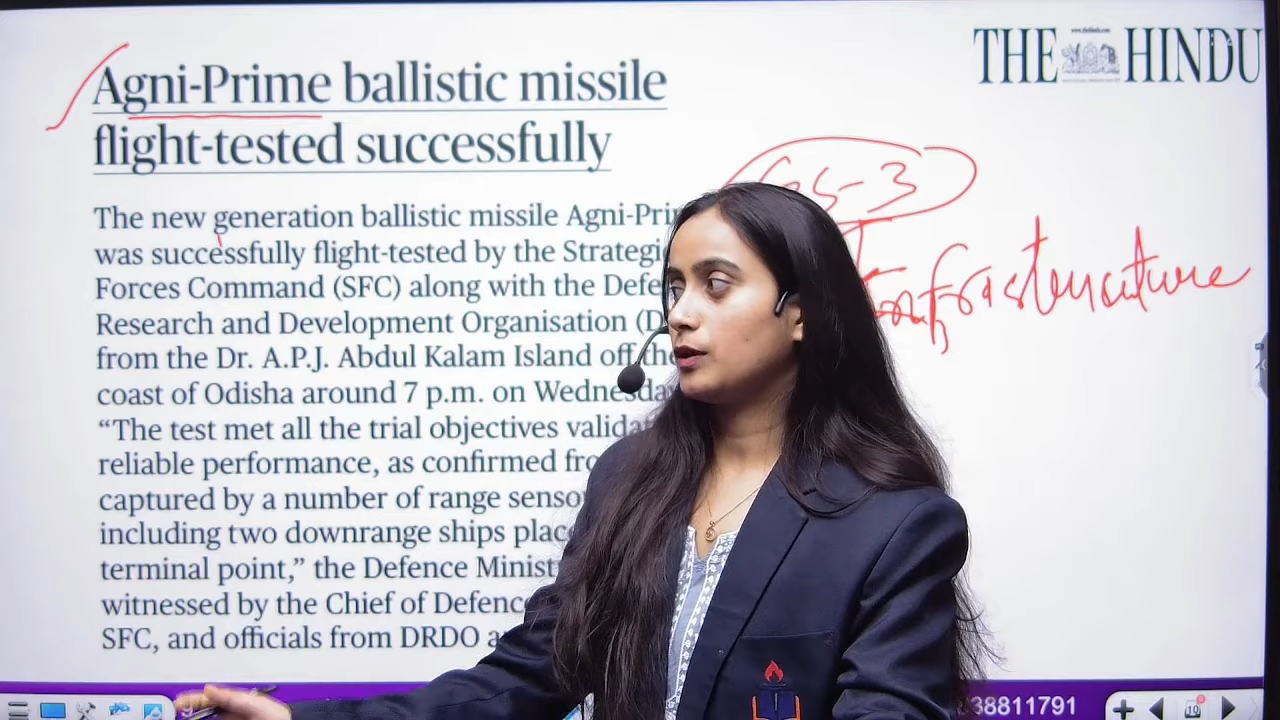 THE HINDU
Agni-Prime ballistic missile
flight-tested successfully
GS-3
Infrastructure
The new generation ballistic missile Agni-Pri
was successfully flight-tested by the Strategi
Forces Command (SFC) along with the Defe
Research and Development Organisation (D
from the Dr. A.P.J. Abdul Kalam Island off the
coast of Odisha around 7 p.m. on Wednesda
“The test met all the trial objectives valida
reliable performance, as confirmed fro
captured by a number of range senso
including two downrange ships plac
terminal point,” the Defence Minist
witnessed by the Chief of Defence
SFC, and officials from DRDO a
38811791
19